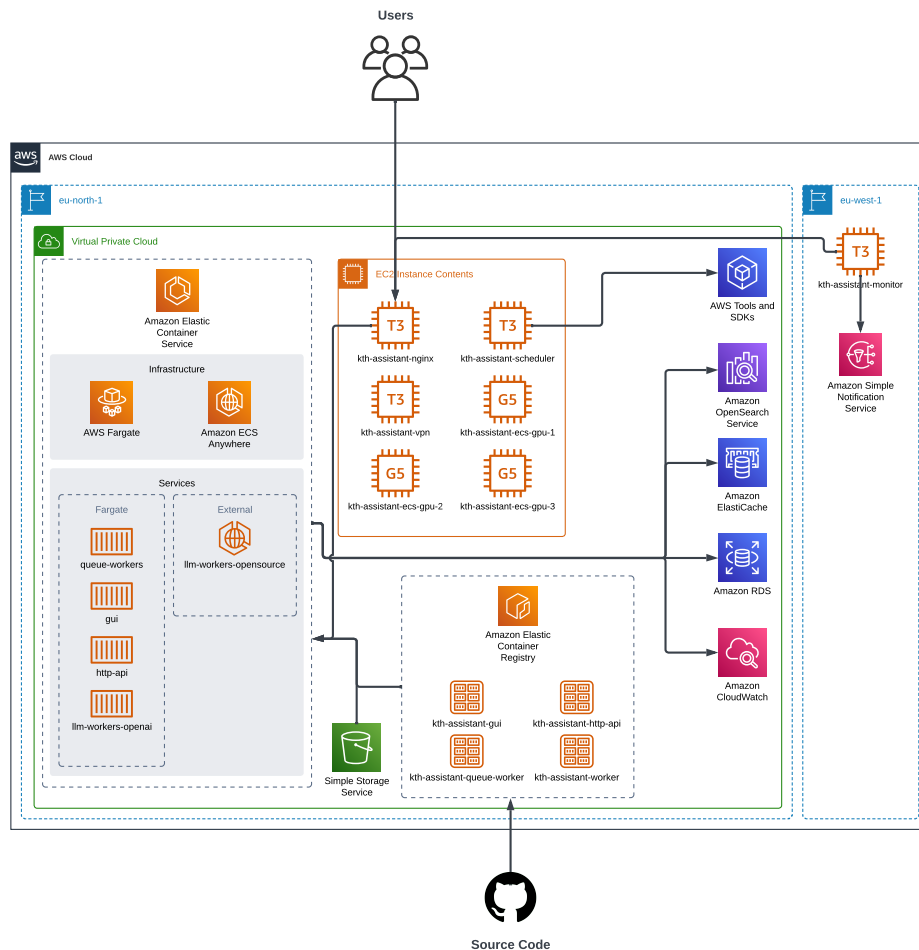 Users
aws
AWS Cloud
eu-north-1
eu-west-1
Virtual Private Cloud
Amazon Elastic
Container
Service
Infrastructure
AWS Fargate
Amazon ECS
Anywhere
Services
Fargate
queue-workers
gui
http-api
llm-workers-openai
External
llm-workers-opensource
EC2 Instance Contents
T3
kth-assistant-nginx
T3
kth-assistant-scheduler
T3
kth-assistant-vpn
G5
kth-assistant-ecs-gpu-1
G5
kth-assistant-ecs-gpu-2
G5
kth-assistant-ecs-gpu-3
AWS Tools and
SDKs
Amazon
OpenSearch
Service
Amazon
ElastiCache
Amazon RDS
Amazon
CloudWatch
T3
kth-assistant-monitor
Amazon Simple
Notification
Service
Amazon Elastic
Container
Registry
kth-assistant-gui
kth-assistant-http-api
kth-assistant-queue-worker
kth-assistant-worker
Simple Storage
Service
Source Code